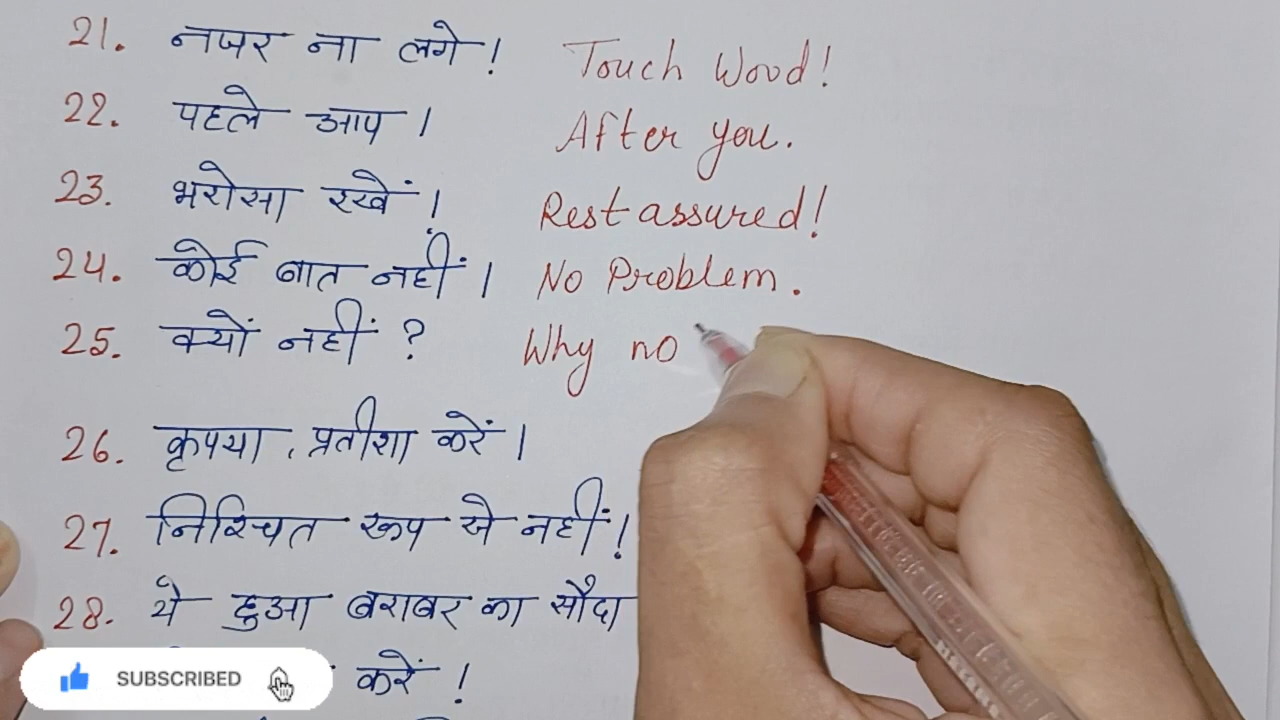 21. नजर ना लगे! Touch Wood!
22. पहले आप। After you.
23. भरोसा रखें! Rest assured!
24. कोई बात नहीं। No Problem.
25. क्यों नहीं? Why no
26. कृपया, प्रतीक्षा करें।
27. निश्चित रूप से नहीं!
28. ये हुआ बराबर का सौदा
करें!
SUBSCRIBED